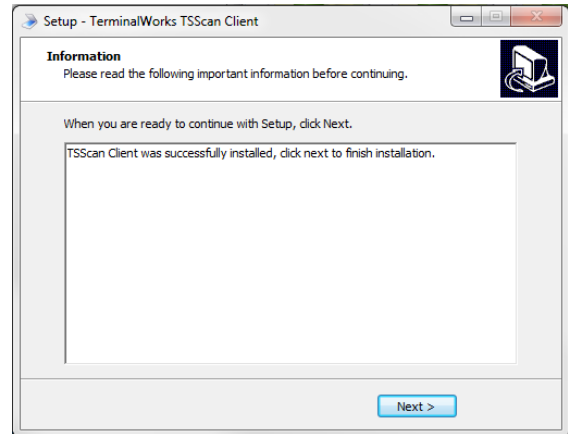 Setup - TerminalWorks TSScan Client
Information
Please read the following important information before continuing.
When you are ready to continue with Setup, click Next.
TSScan Client was successfully installed, click next to finish installation.
Next >